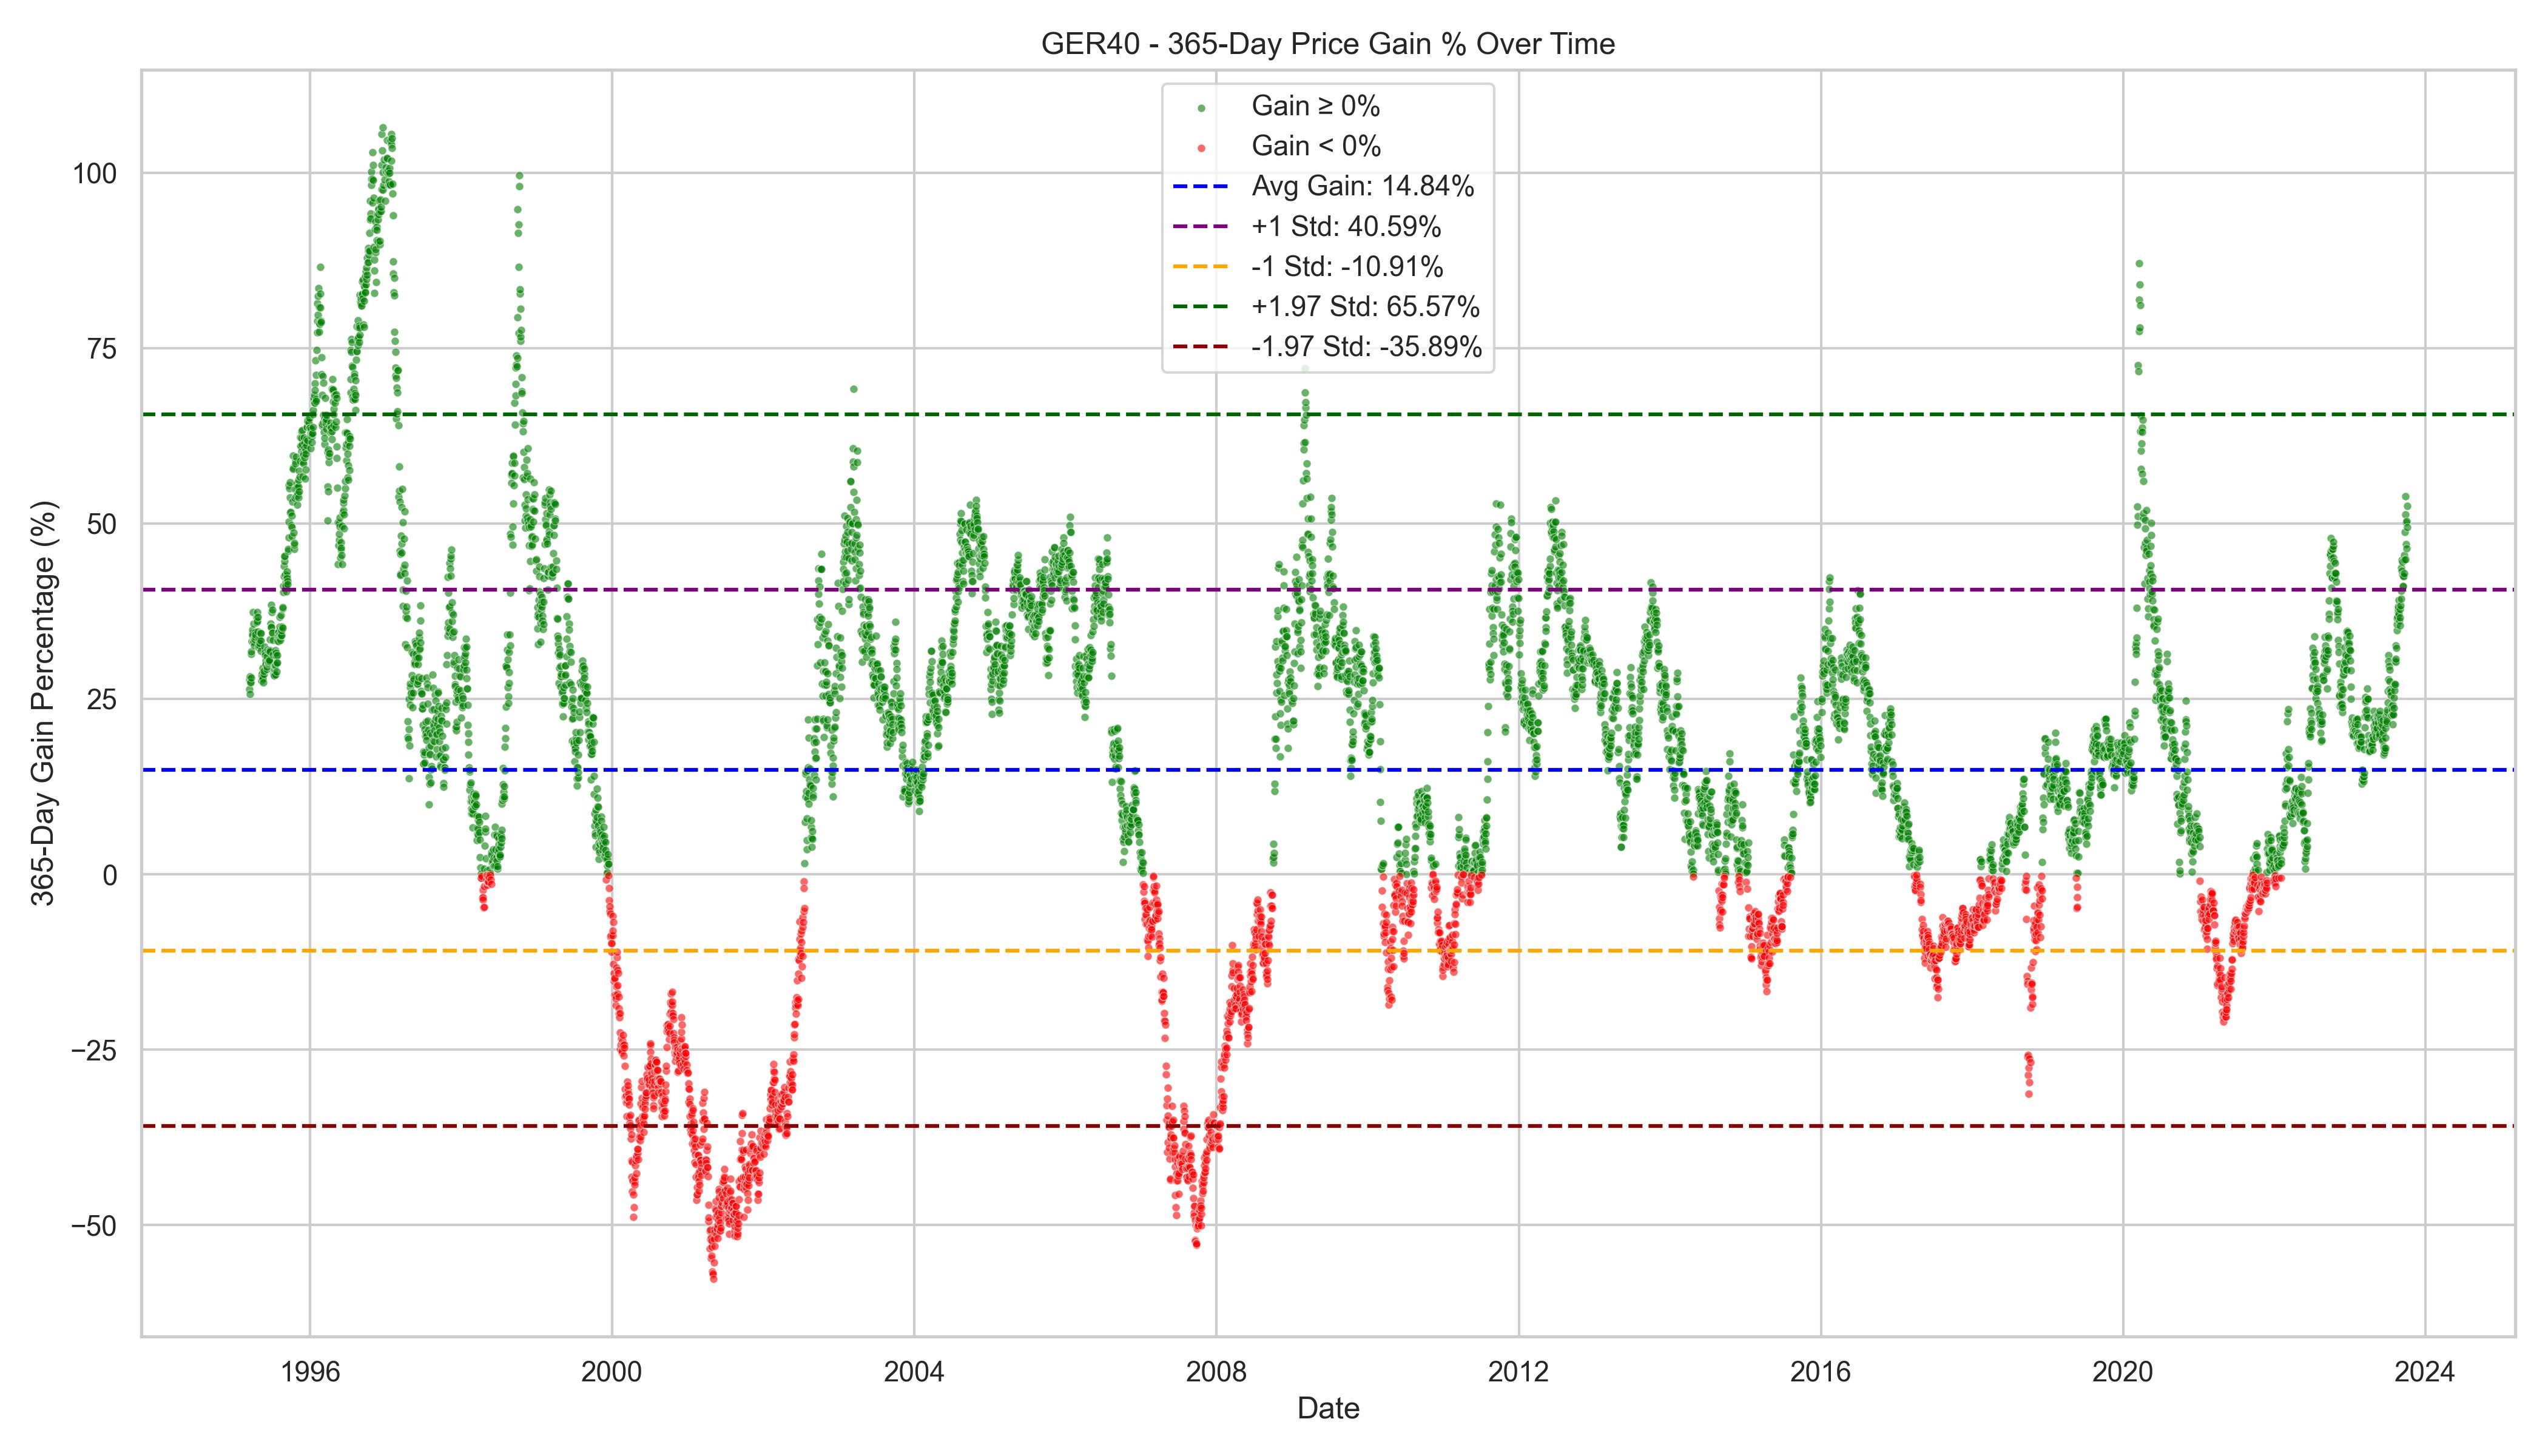 GER40 - 365-Day Price Gain % Over Time
Gain ≥ 0%
Gain < 0%
Avg Gain: 14.84%
+1 Std: 40.59%
-1 Std: -10.91%
+1.97 Std: 65.57%
-1.97 Std: -35.89%
365-Day Gain Percentage (%)
100
75
50
25
0
−25
−50
1996 2000 2004 2008 2012 2016 2020 2024
Date